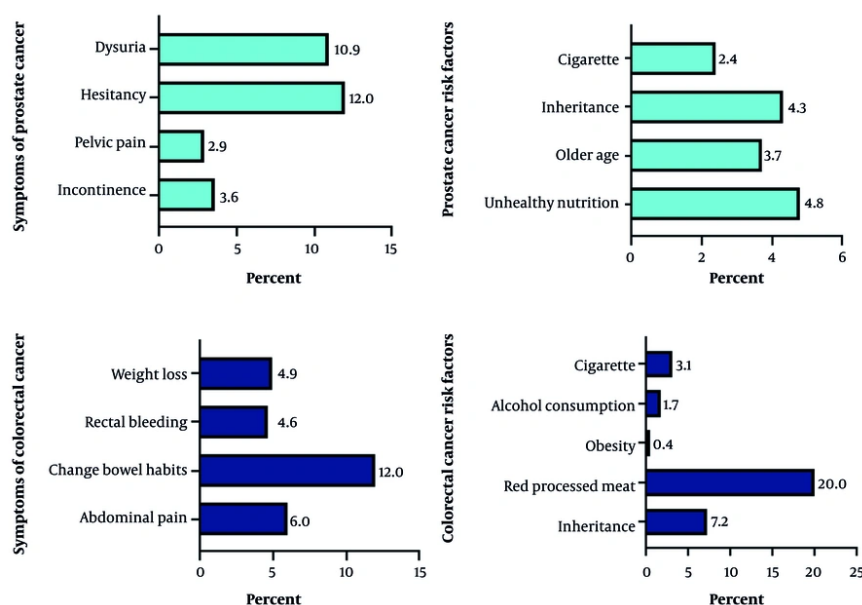 Symptoms of prostate cancer
Dysuria
10.9
Hesitancy
12.0
Pelvic pain
2.9
Incontinence
3.6
0 5 10 15
Percent
Prostate cancer risk factors
Cigarette
2.4
Inheritance
4.3
Older age
3.7
Unhealthy nutrition
4.8
0 2 4 6
Percent
Symptoms of colorectal cancer
Weight loss
4.9
Rectal bleeding
4.6
Change bowel habits
12.0
Abdominal pain
6.0
0 5 10 15
Percent
Colorectal cancer risk factors
Cigarette
3.1
Alcohol consumption
1.7
Obesity
0.4
Red processed meat
20.0
Inheritance
7.2
0 5 10 15 20 25
Percent